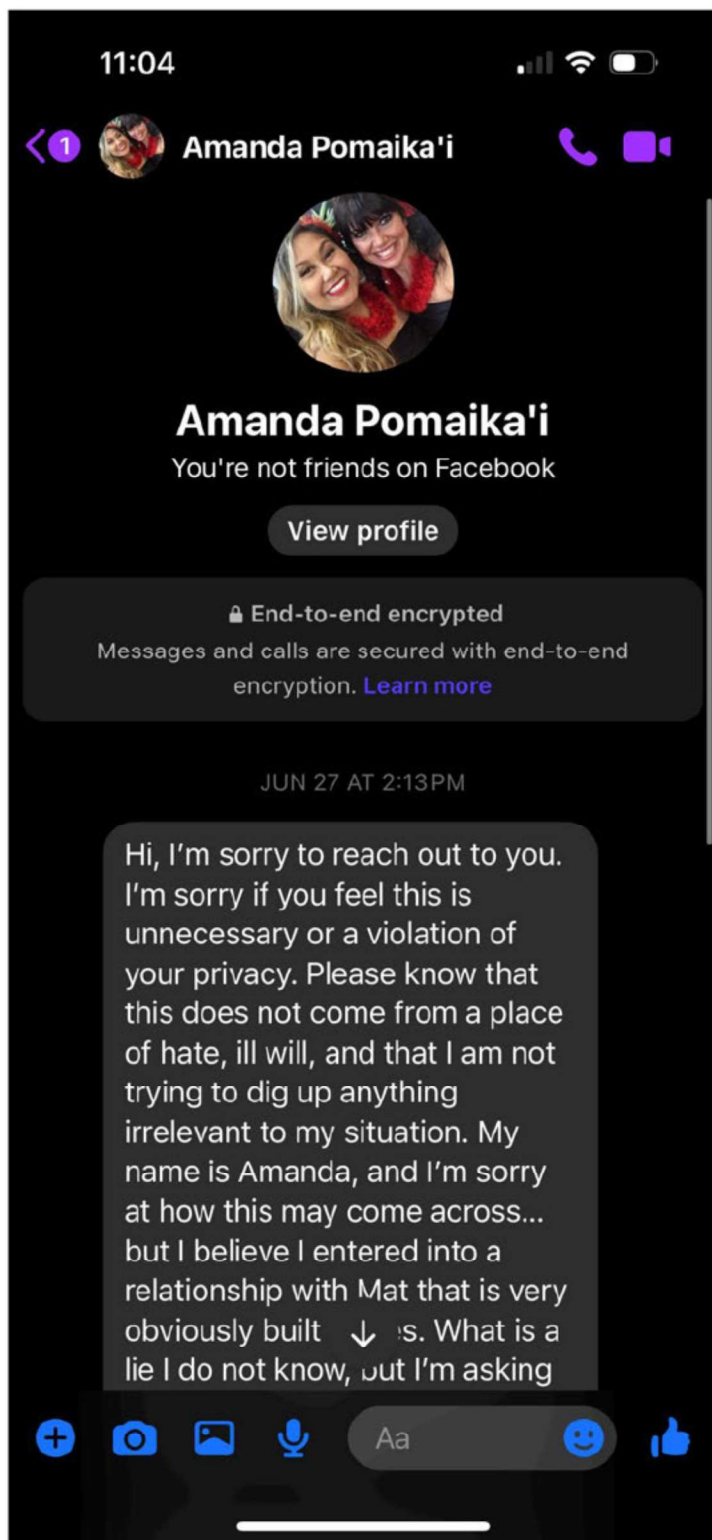 11:04
1
Amanda Pomaika'i
Amanda Pomaika'i
You're not friends on Facebook
View profile
End-to-end encrypted
Messages and calls are secured with end-to-end
encryption. Learn more
JUN 27 AT 2:13 PM
Hi, I'm sorry to reach out to you.
I'm sorry if you feel this is
unnecessary or a violation of
your privacy. Please know that
this does not come from a place
of hate, ill will, and that I am not
trying to dig up anything
irrelevant to my situation. My
name is Amanda, and I'm sorry
at how this may come across...
but I believe I entered into a
relationship with Mat that is very
obviously built What is a
lie I do not know, but I'm asking
Aa